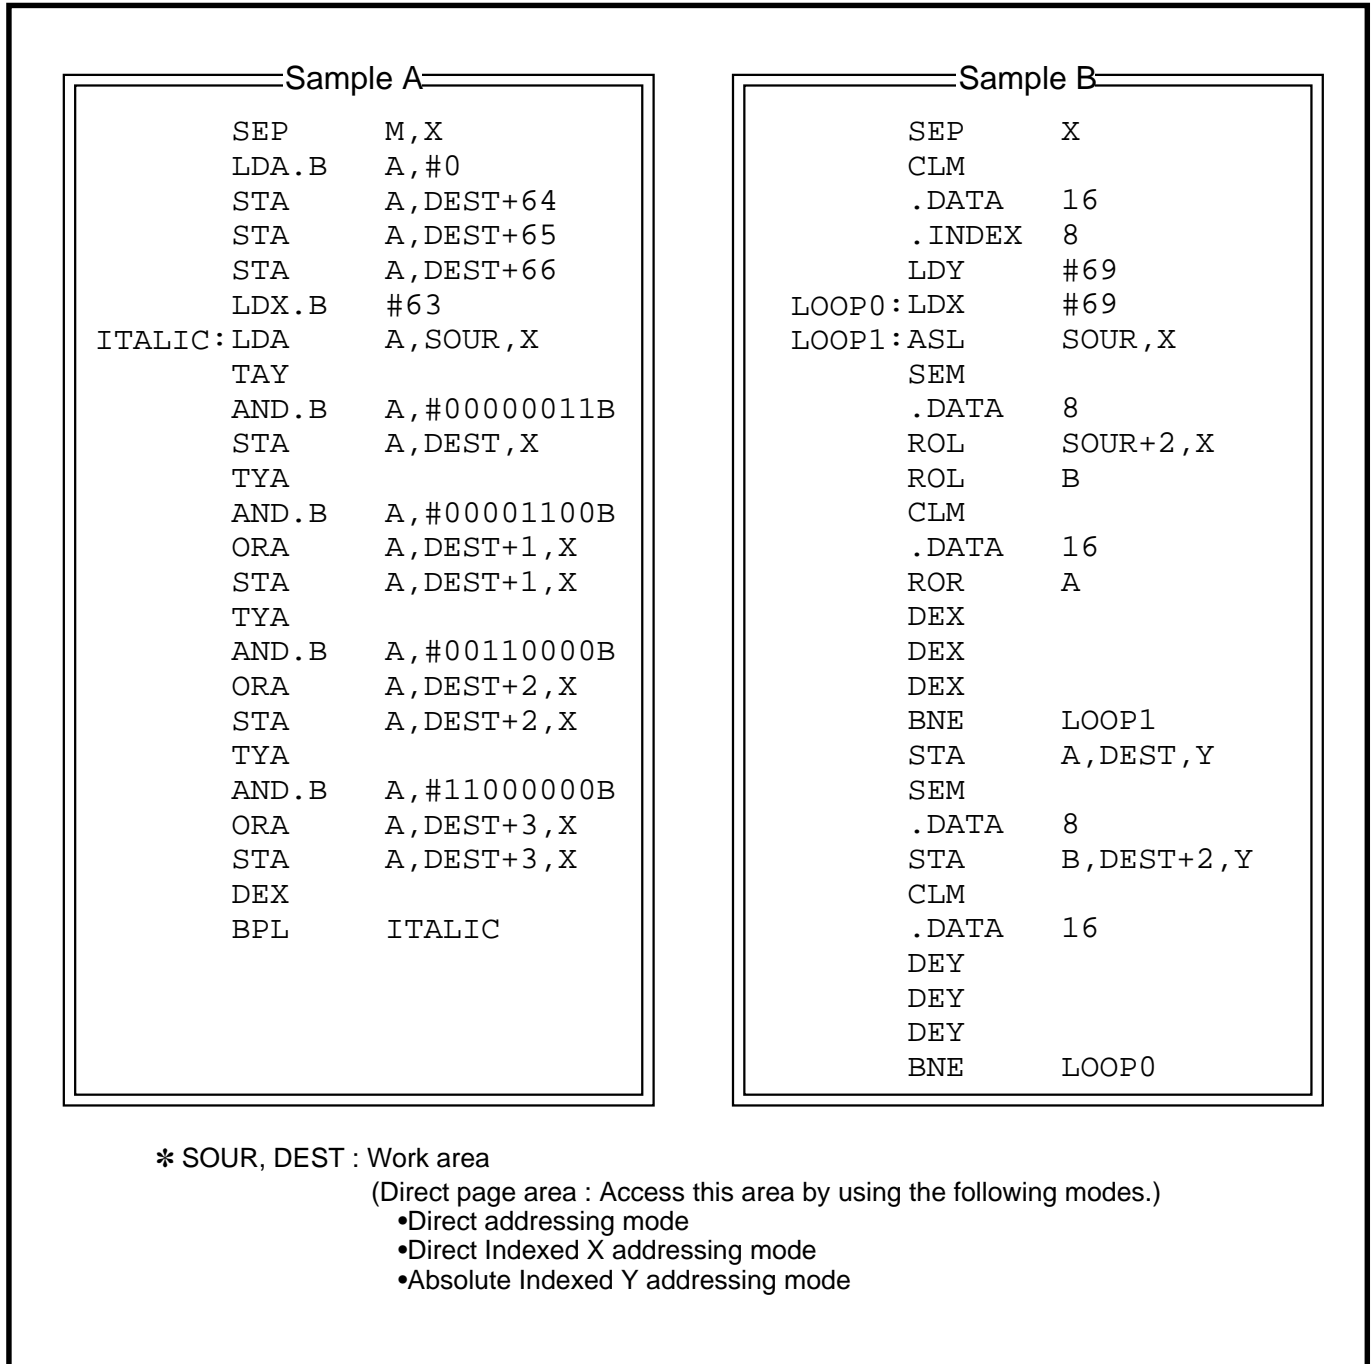 Sample A
SEP M,X
LDA.B A,#0
STA A,DEST+64
STA A,DEST+65
STA A,DEST+66
LDX.B #63
ITALIC:LDA A,SOUR,X
TAY
AND.B A,#00000011B
STA A,DEST,X
TYA
AND.B A,#00001100B
ORA A,DEST+1,X
STA A,DEST+1,X
TYA
AND.B A,#00110000B
ORA A,DEST+2,X
STA A,DEST+2,X
TYA
AND.B A,#11000000B
ORA A,DEST+3,X
STA A,DEST+3,X
DEX
BPL ITALIC
Sample B
SEP X
CLM
.DATA 16
.INDEX 8
LDY #69
LOOP0:LDX #69
LOOP1:ASL SOUR,X
SEM
.DATA 8
ROL SOUR+2,X
ROL B
CLM
.DATA 16
ROR A
DEX
DEX
DEX
BNE LOOP1
STA A,DEST,Y
SEM
.DATA 8
STA B,DEST+2,Y
CLM
.DATA 16
DEY
DEY
DEY
BNE LOOP0
✽ SOUR, DEST : Work area
(Direct page area : Access this area by using the following modes.)
•Direct addressing mode
•Direct Indexed X addressing mode
•Absolute Indexed Y addressing mode